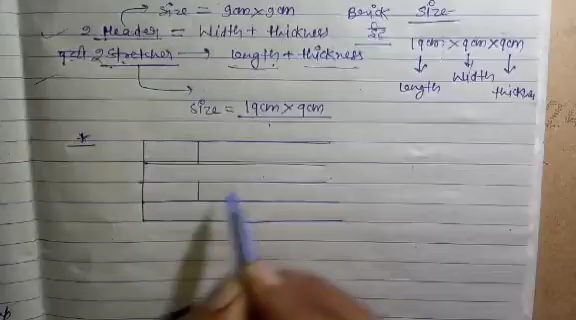 Size = 9cm×9cm
Brick Size
2 Header = Width + thickness
ईंट
19cm × 9cm × 9cm
2 Stretcher → Length + thickness
Length
Width
thickness
Size = 19cm × 9cm
*